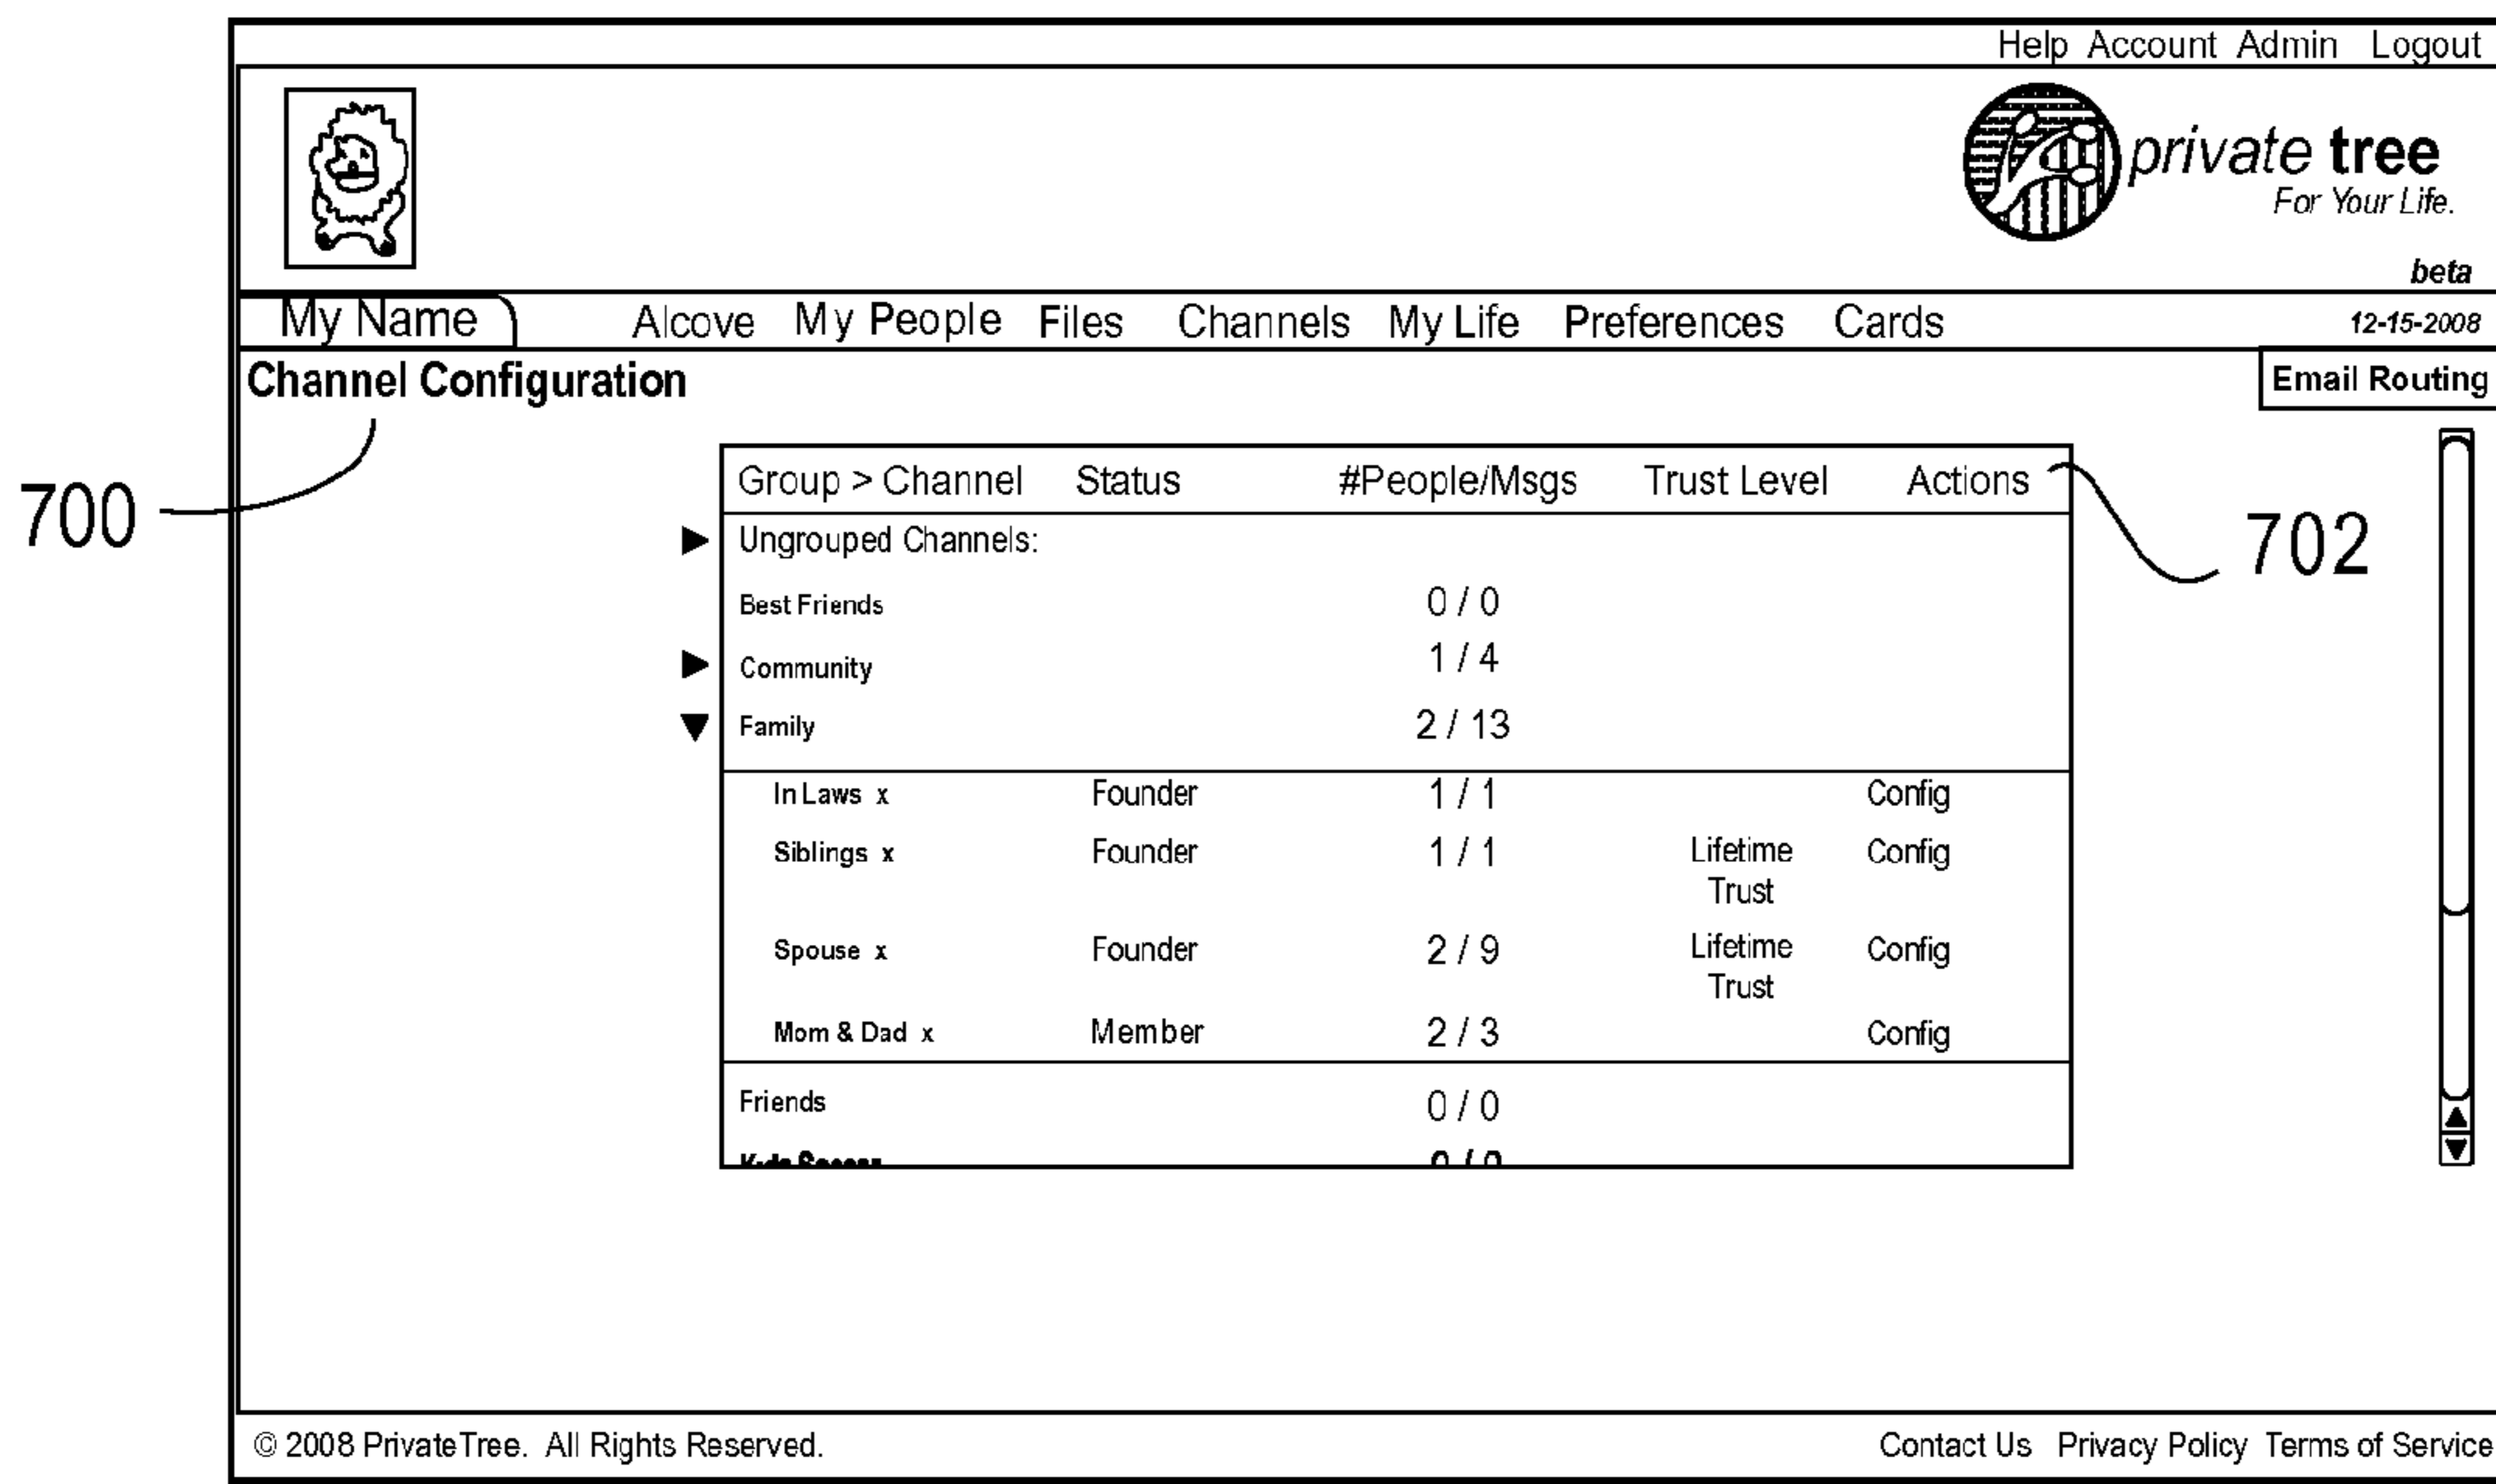 Help Account Admin Logout
private tree
For Your Life.
beta
My Name Alcove My People Files Channels My Life Preferences Cards 12-15-2008
Channel Configuration Email Routing
700
Group > Channel Status #People/Msgs Trust Level Actions
702
Ungrouped Channels:
Best Friends 0 / 0
Community 1 / 4
Family 2 / 13
In Laws x Founder 1 / 1 Config
Siblings x Founder 1 / 1 Lifetime Trust Config
Spouse x Founder 2 / 9 Lifetime Trust Config
Mom & Dad x Member 2 / 3 Config
Friends 0 / 0
© 2008 PrivateTree. All Rights Reserved. Contact Us Privacy Policy Terms of Service